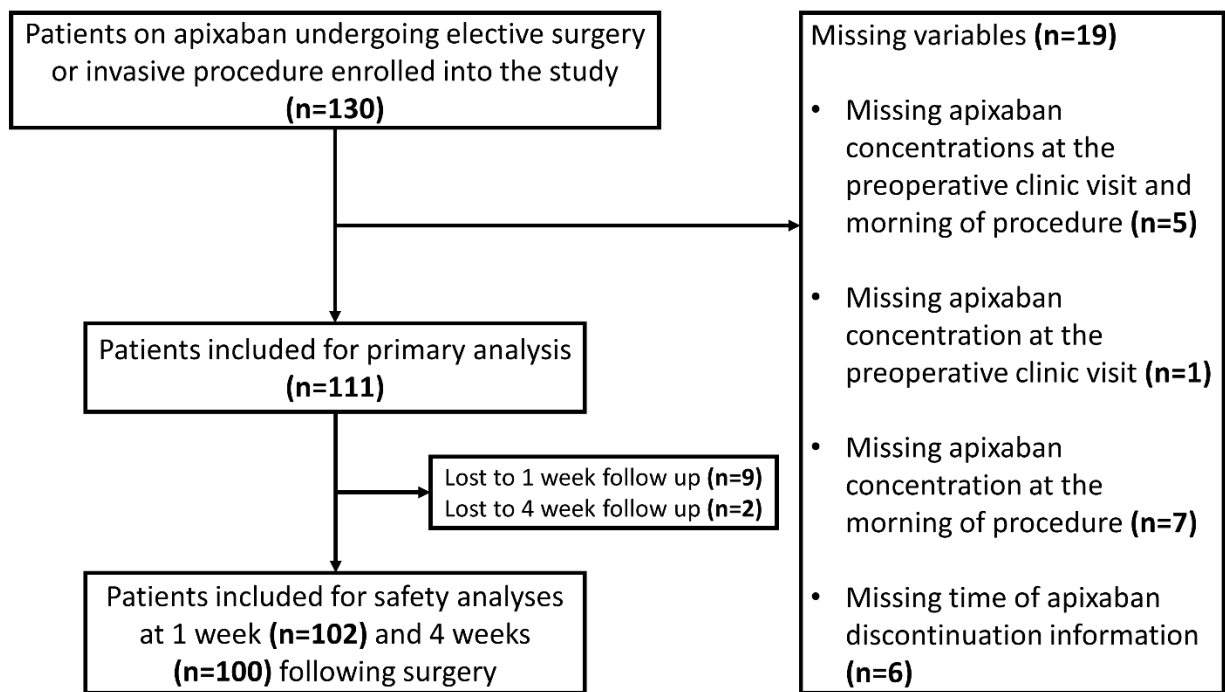 Patients on apixaban undergoing elective surgery
or invasive procedure enrolled into the study
(n=130)
Missing variables (n=19)
• Missing apixaban
concentrations at the
preoperative clinic visit and
morning of procedure (n=5)
• Missing apixaban
concentration at the
preoperative clinic visit (n=1)
• Missing apixaban
concentration at the
morning of procedure (n=7)
• Missing time of apixaban
discontinuation information
(n=6)
Patients included for primary analysis
(n=111)
Lost to 1 week follow up (n=9)
Lost to 4 week follow up (n=2)
Patients included for safety analyses
at 1 week (n=102) and 4 weeks
(n=100) following surgery